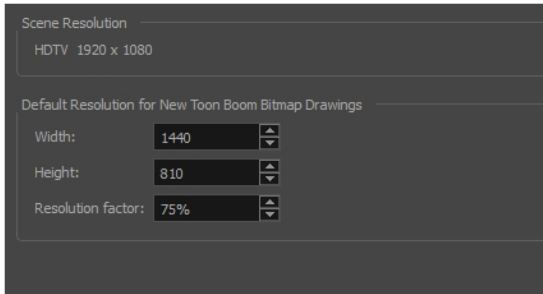 Scene Resolution
HDTV 1920 x 1080
Default Resolution for New Toon Boom Bitmap Drawings
Width: 1440
Height: 810
Resolution factor: 75%